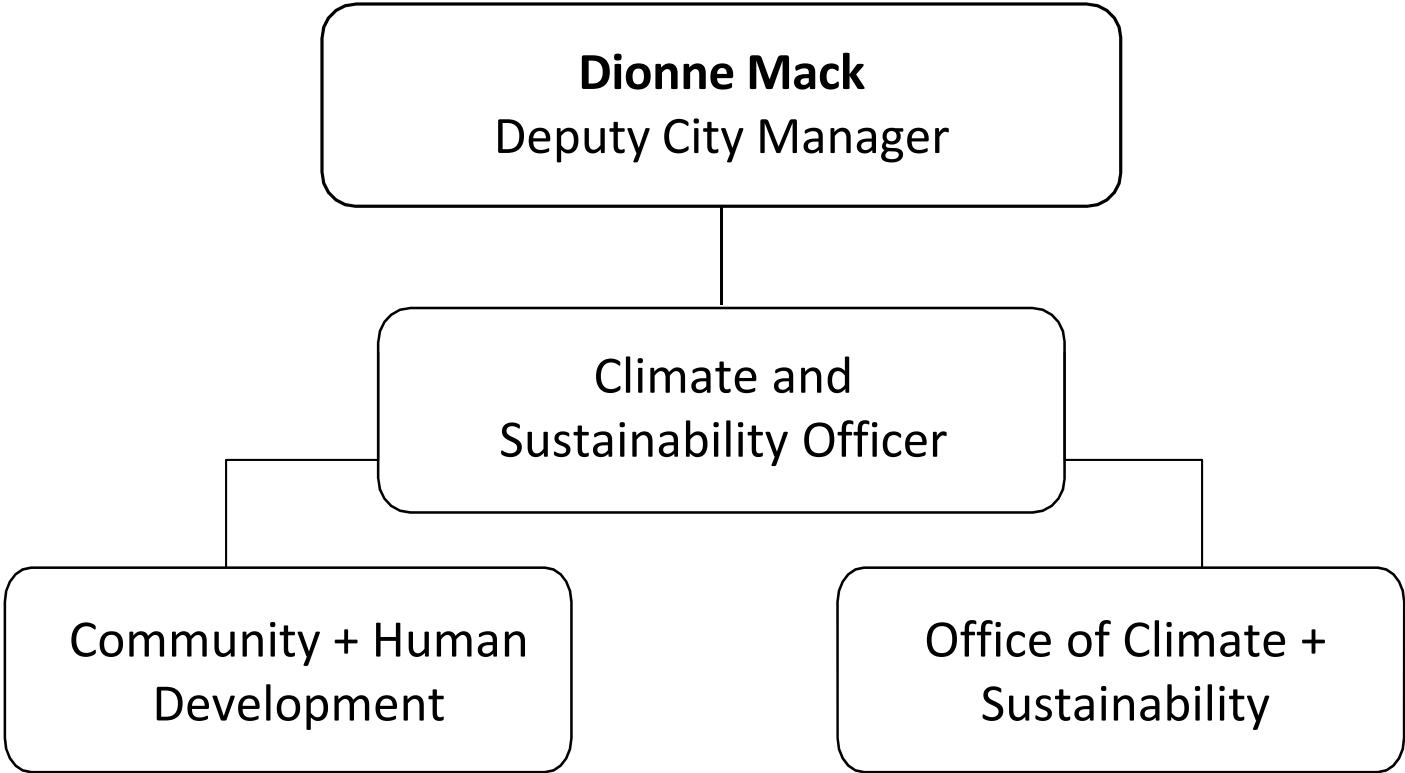 Dionne Mack
Deputy City Manager
Climate and
Sustainability Officer
Community + Human
Development
Office of Climate +
Sustainability